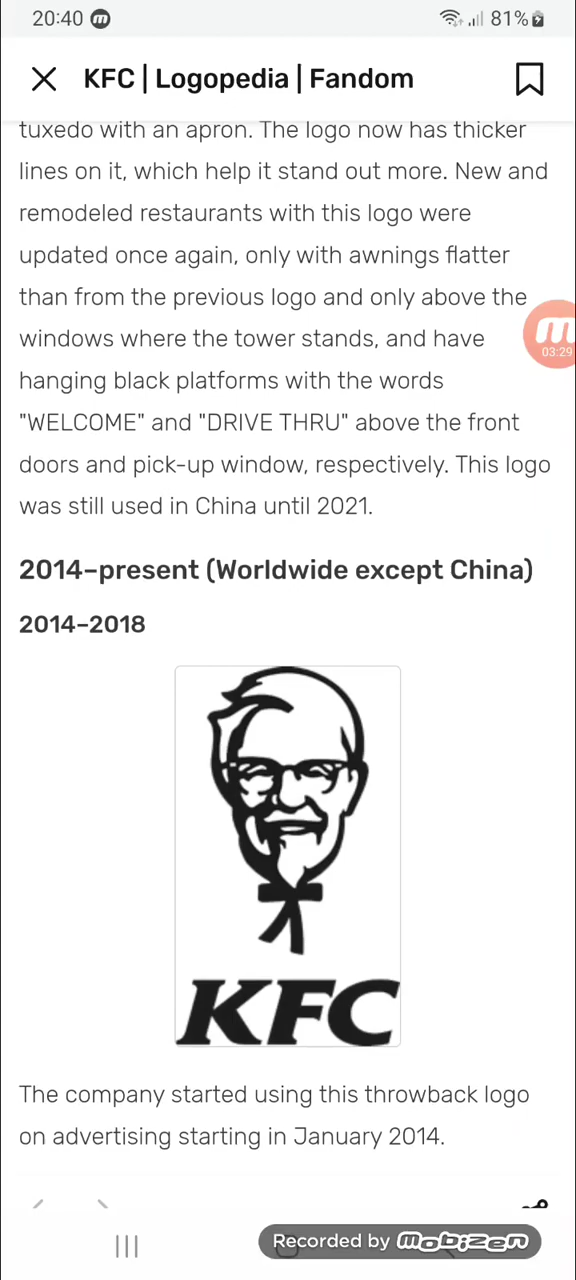 20:40
81%
KFC | Logopedia | Fandom
tuxedo with an apron. The logo now has thicker
lines on it, which help it stand out more. New and
remodeled restaurants with this logo were
updated once again, only with awnings flatter
than from the previous logo and only above the
windows where the tower stands, and have
03:29
hanging black platforms with the words
"WELCOME" and "DRIVE THRU" above the front
doors and pick-up window, respectively. This logo
was still used in China until 2021.
2014–present (Worldwide except China)
2014–2018
KFC
The company started using this throwback logo
on advertising starting in January 2014.
Recorded by mobizen